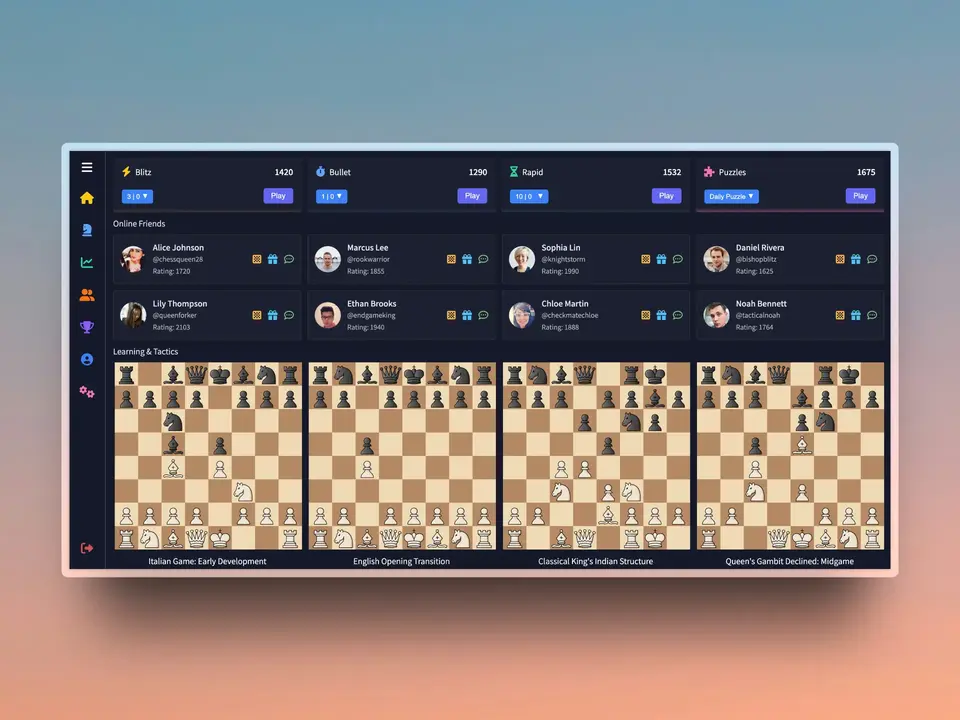 Blitz 1420
3 | 0 ▼ Play
Bullet 1290
1 | 0 ▼ Play
Rapid 1532
10 | 0 ▼ Play
Puzzles 1675
Daily Puzzle ▼ Play
Online Friends
Alice Johnson
@chessqueen28
Rating: 1720
Marcus Lee
@rookwarrior
Rating: 1855
Sophia Lin
@knightstorm
Rating: 1990
Daniel Rivera
@bishopblitz
Rating: 1625
Lily Thompson
@queenforker
Rating: 2103
Ethan Brooks
@endgameking
Rating: 1940
Chloe Martin
@checkmatechloe
Rating: 1888
Noah Bennett
@tacticalnoah
Rating: 1764
Learning & Tactics
Italian Game: Early Development
English Opening Transition
Classical King's Indian Structure
Queen's Gambit Declined: Midgame